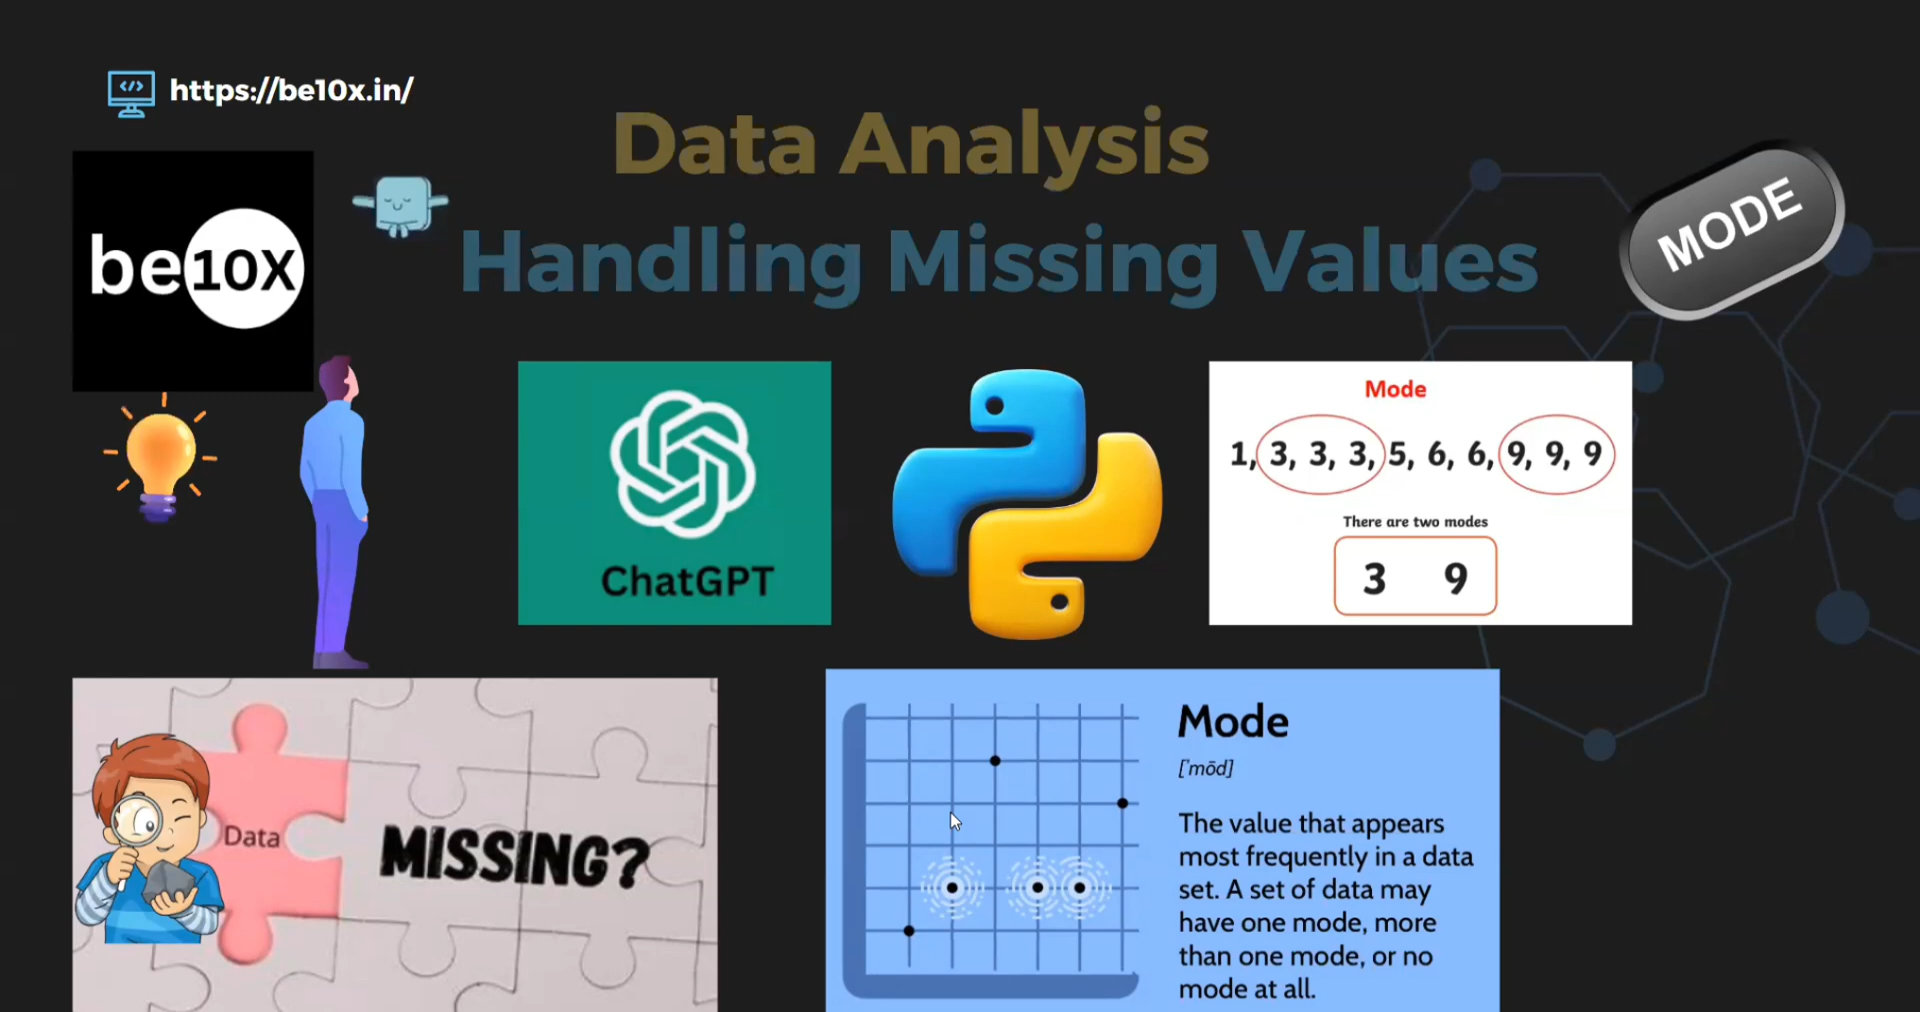 https://be10x.in/
Data Analysis
Handling Missing Values
MODE
be10X
ChatGPT
Mode
1, 3, 3, 3, 5, 6, 6, 9, 9, 9
There are two modes
3 9
Data
MISSING?
Mode
['mōd]
The value that appears
most frequently in a data
set. A set of data may
have one mode, more
than one mode, or no
mode at all.